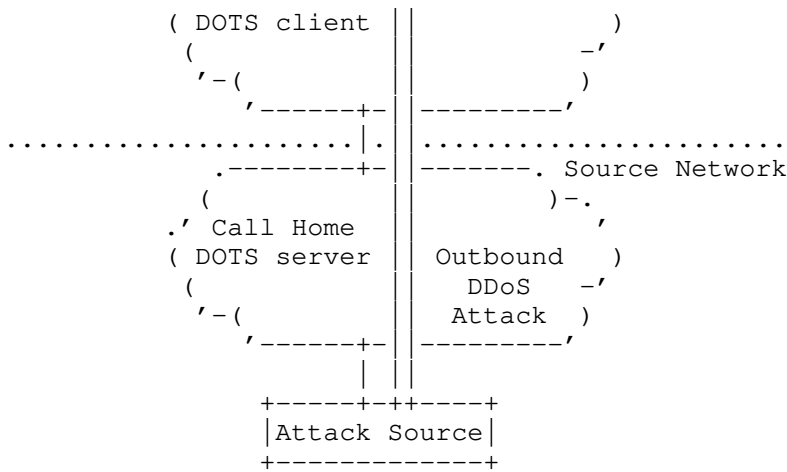 DOTS client
Source Network
Call Home
DOTS server Outbound
DDoS
Attack
Attack Source